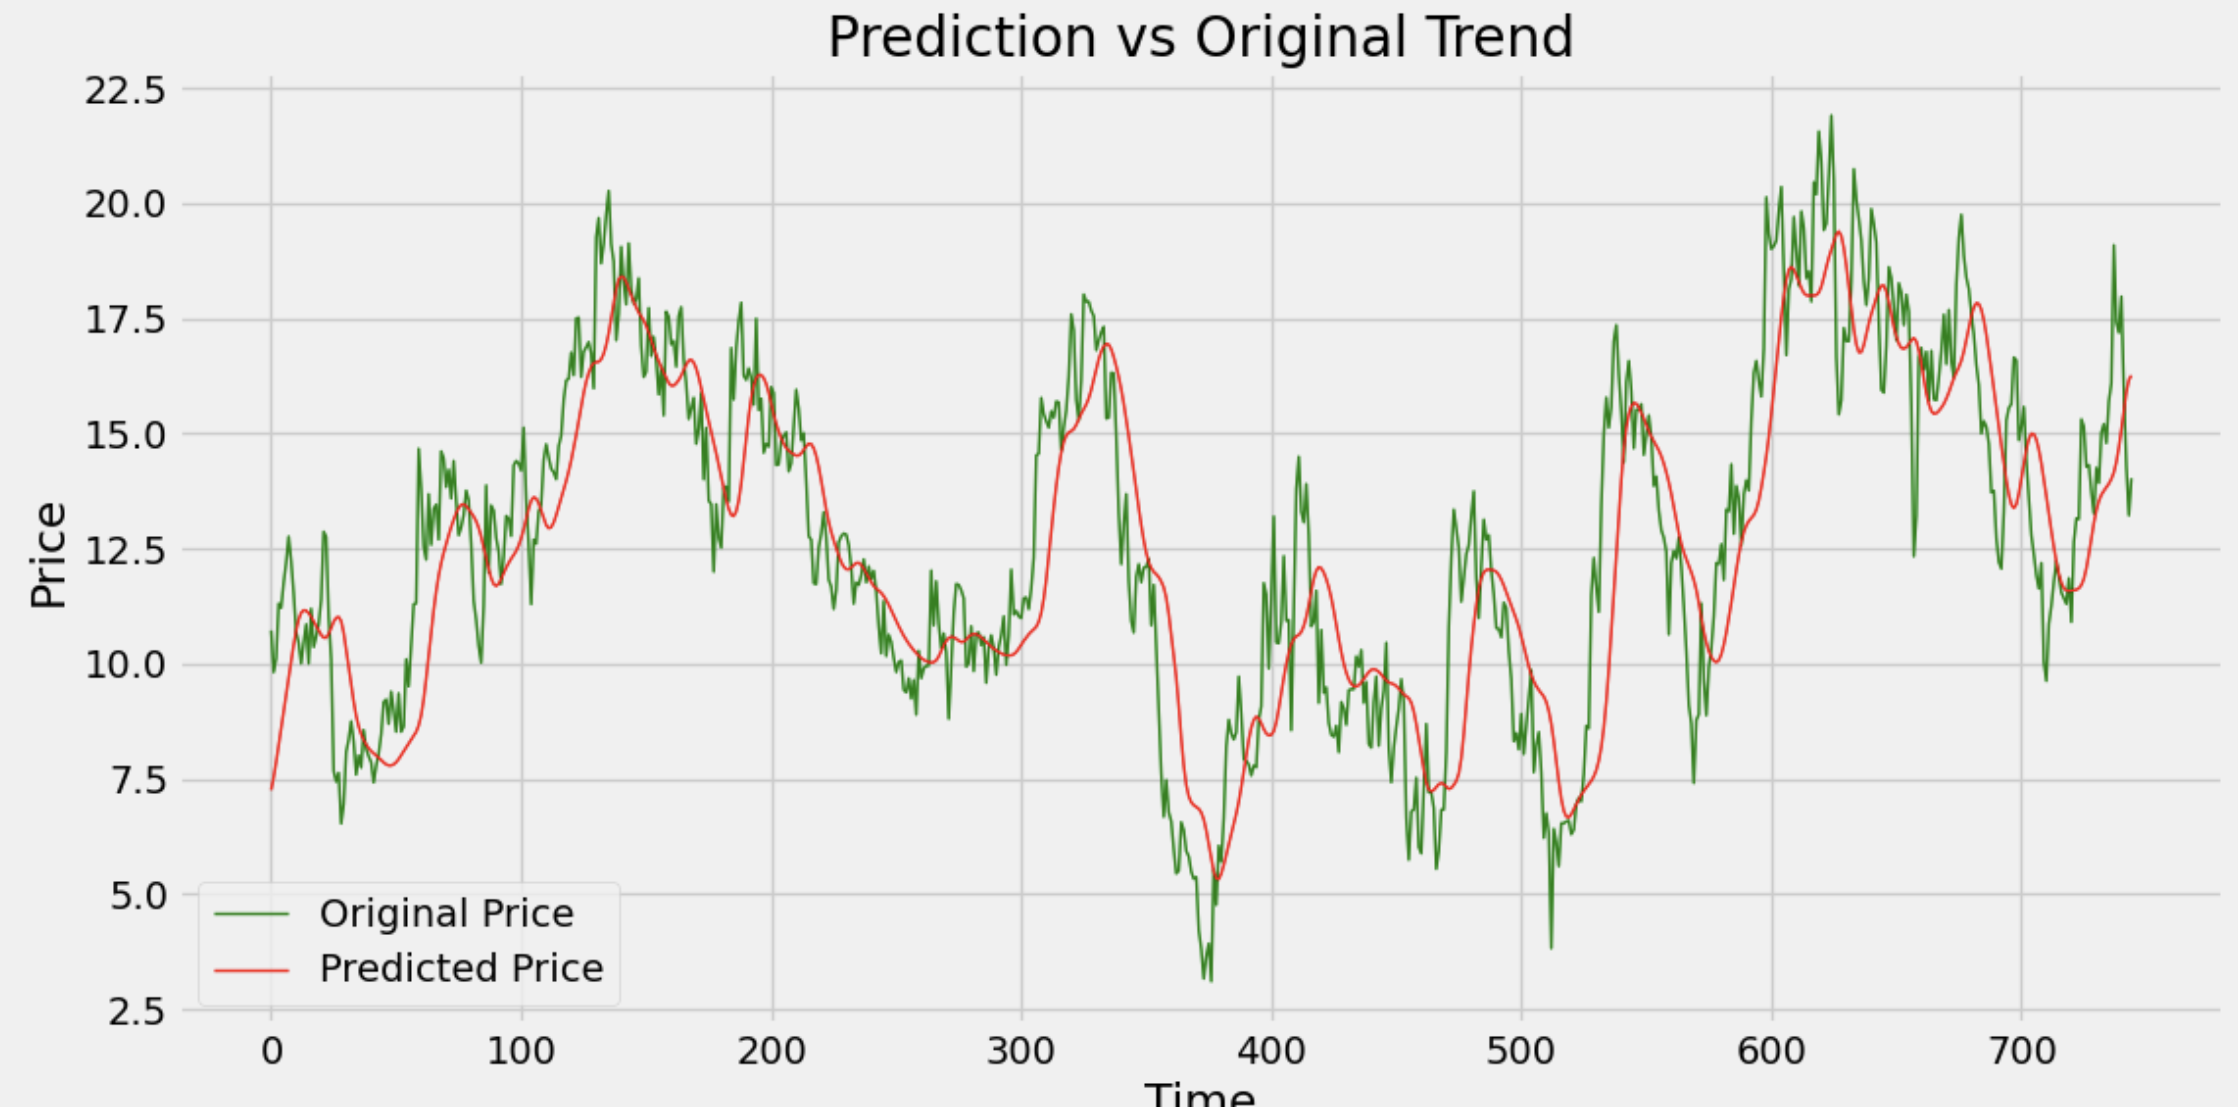 Prediction vs Original Trend
Price
22.5
20.0
17.5
15.0
12.5
10.0
7.5
5.0
2.5
Original Price
Predicted Price
0 100 200 300 400 500 600 700
Time